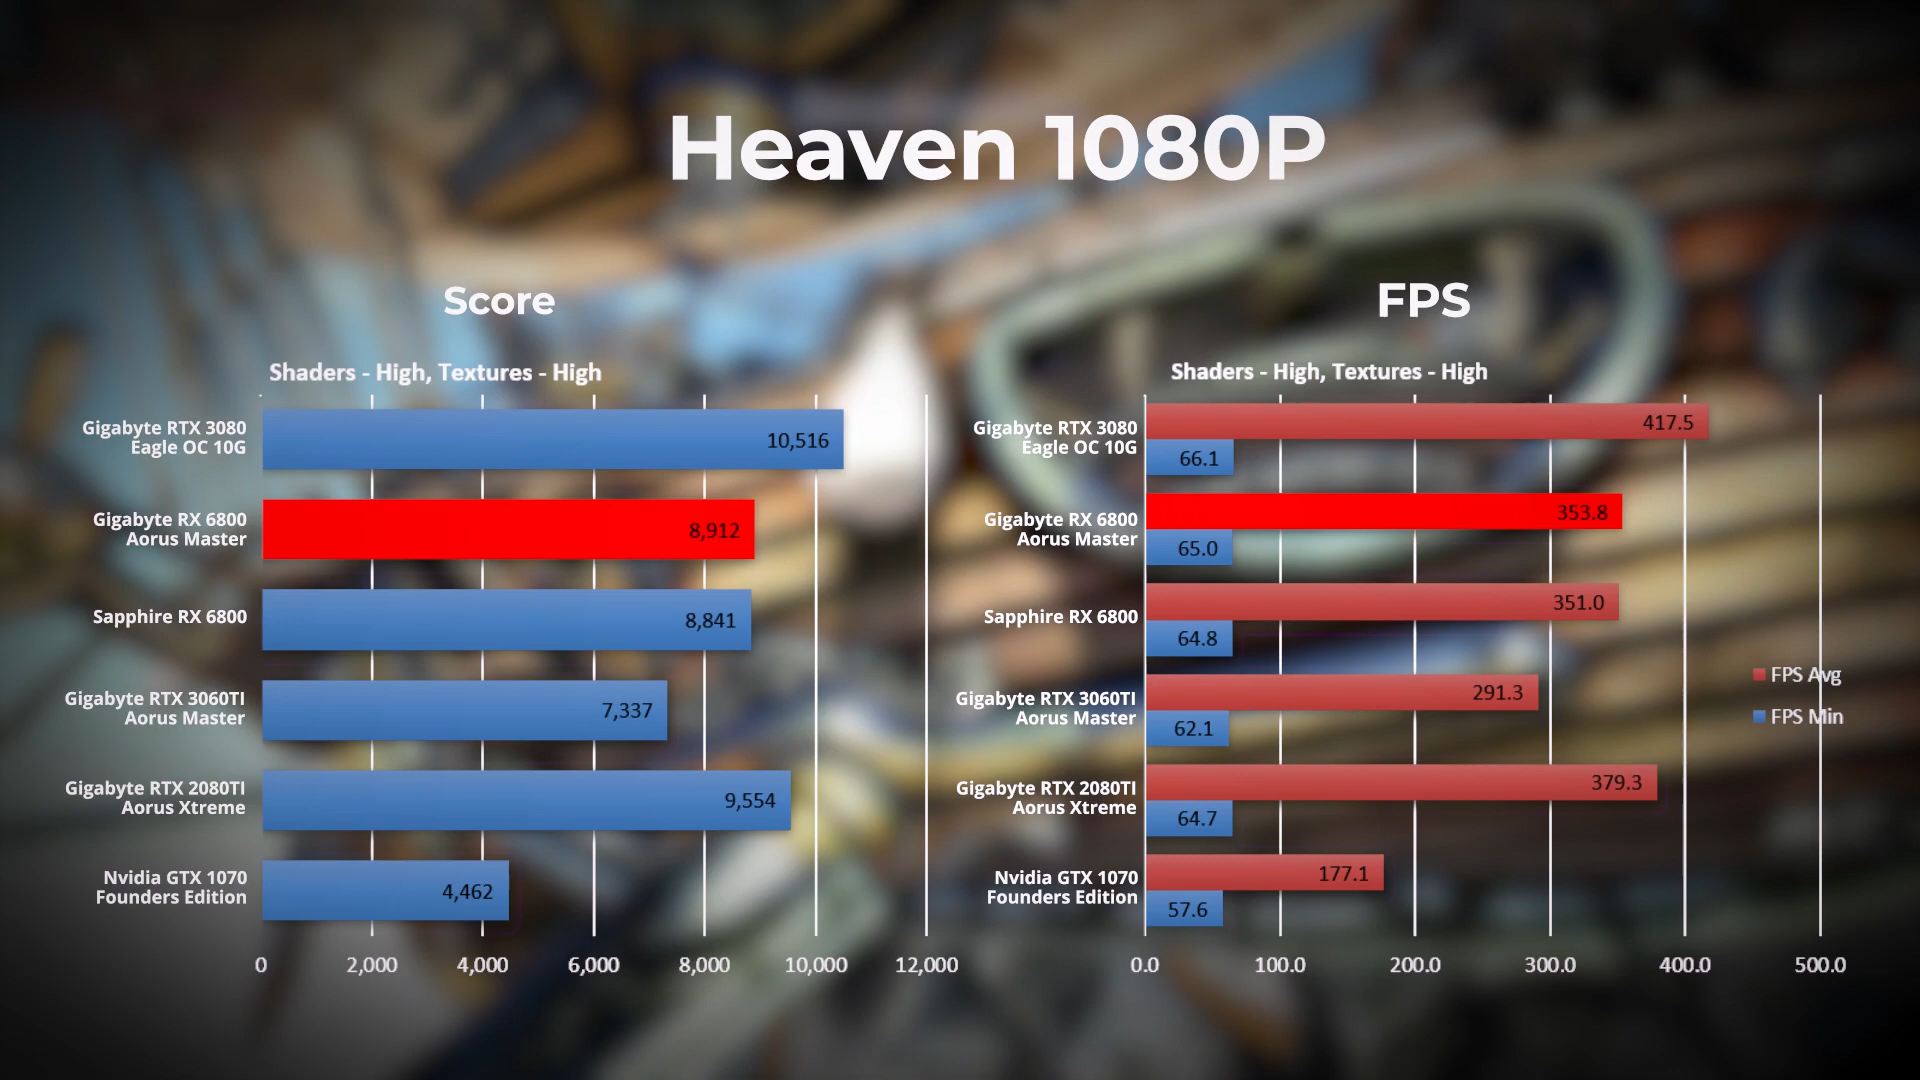 Heaven 1080P
Score
Shaders - High, Textures - High
Gigabyte RTX 3080
Eagle OC 10G
10,516
Gigabyte RX 6800
Aorus Master
8,912
Sapphire RX 6800
8,841
Gigabyte RTX 3060TI
Aorus Master
7,337
Gigabyte RTX 2080TI
Aorus Xtreme
9,554
Nvidia GTX 1070
Founders Edition
4,462
0 2,000 4,000 6,000 8,000 10,000 12,000
FPS
Shaders - High, Textures - High
Gigabyte RTX 3080
Eagle OC 10G
417.5
66.1
Gigabyte RX 6800
Aorus Master
353.8
65.0
Sapphire RX 6800
351.0
64.8
Gigabyte RTX 3060TI
Aorus Master
291.3
62.1
Gigabyte RTX 2080TI
Aorus Xtreme
379.3
64.7
Nvidia GTX 1070
Founders Edition
177.1
57.6
FPS Avg
FPS Min
0.0 100.0 200.0 300.0 400.0 500.0